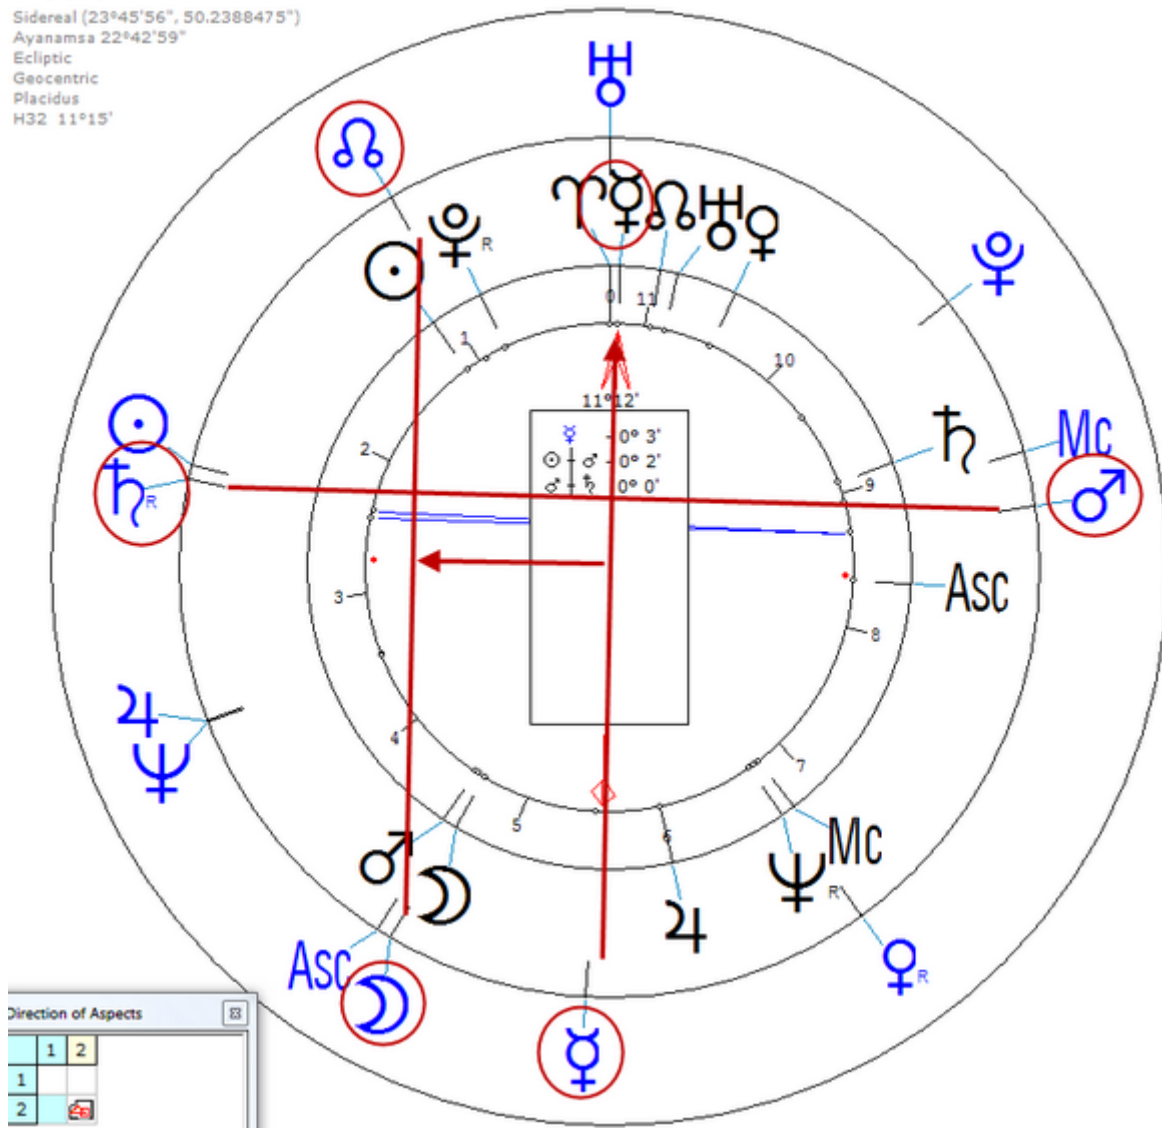 Sidereal (23°45'56", 50.2388475")
Ayanamsa 22°42'59"
Ecliptic
Geocentric
Placidus
H32 11°15'
☊
♅
☉ ♇ R
♈ ☿ ☊ ♅ ♀
♇
0 11
1
10
11°12'
☿ - 0° 3'
☉ ♂ - 0° 2'
♂ ♄ 0° 0'
☉
♄ R
2
♄
Mc
♂
9
Asc
3
8
♃
♆
4
5
6
7
♂ ☽
♃
♆ R Mc
Asc
☽
☿
♀ R
Direction of Aspects
1 2
1
2